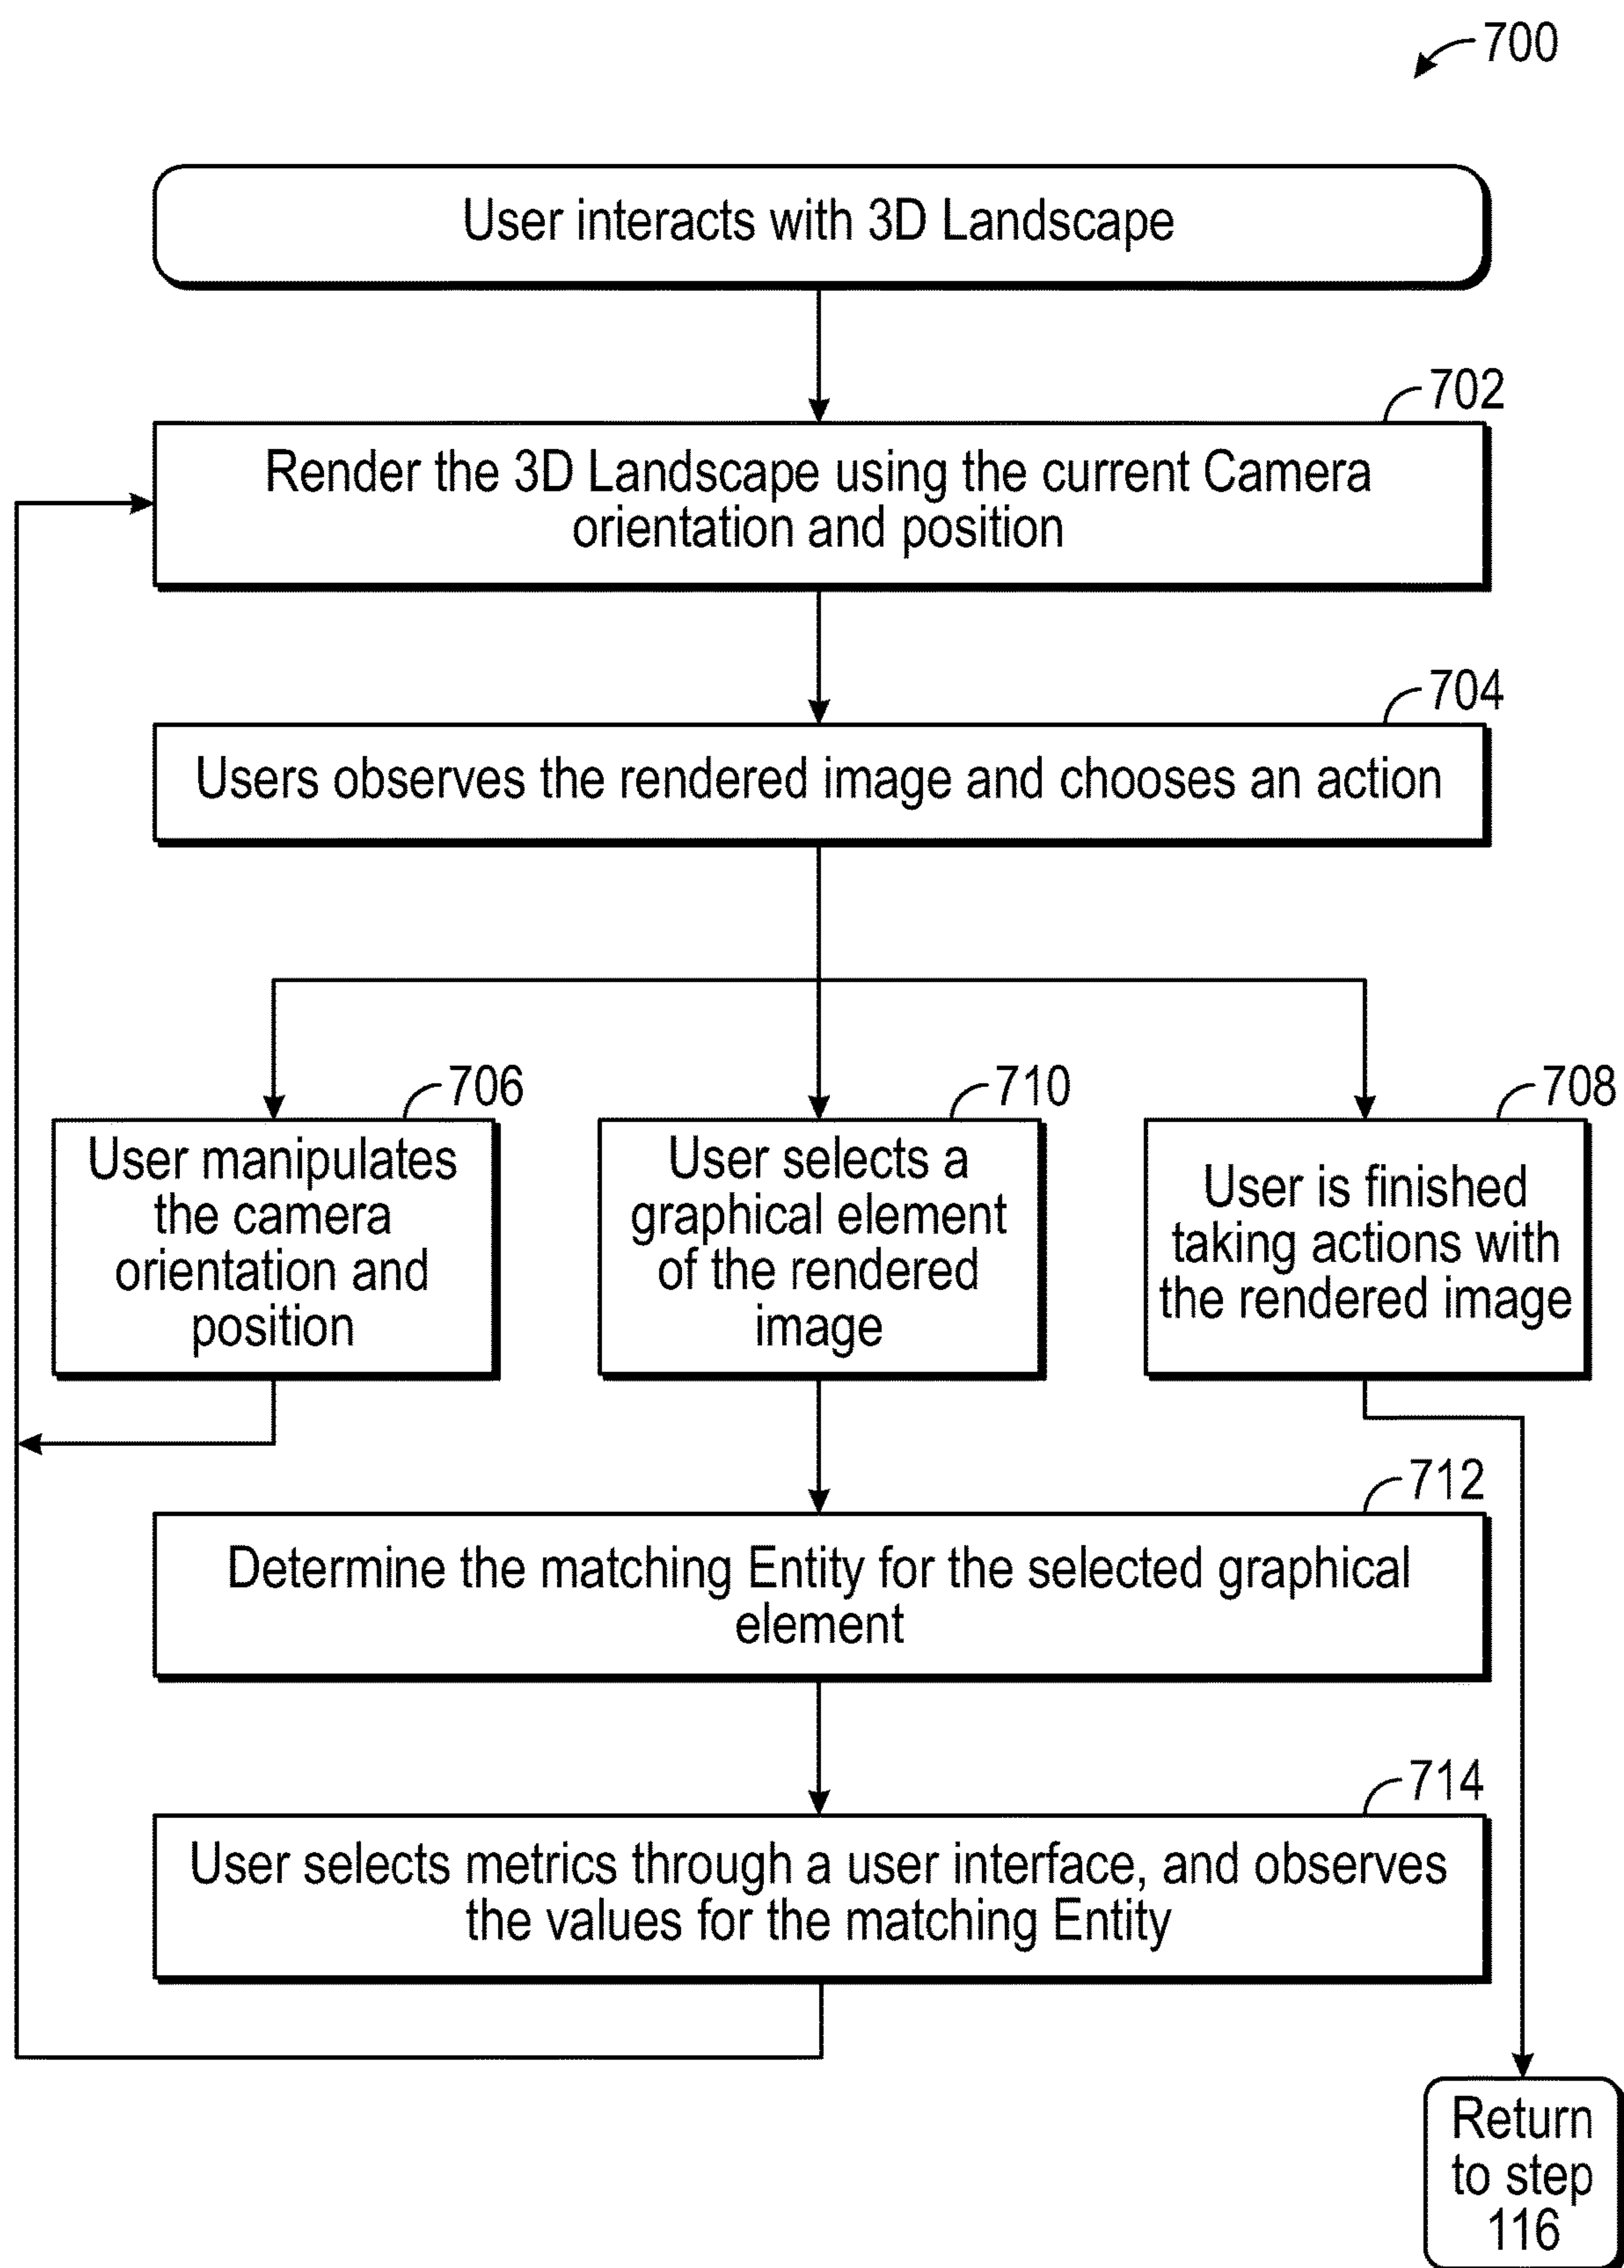 700
User interacts with 3D Landscape
702
Render the 3D Landscape using the current Camera
orientation and position
704
Users observes the rendered image and chooses an action
706
User manipulates
the camera
orientation and
position
710
User selects a
graphical element
of the rendered
image
708
User is finished
taking actions with
the rendered image
712
Determine the matching Entity for the selected graphical
element
714
User selects metrics through a user interface, and observes
the values for the matching Entity
Return
to step
116